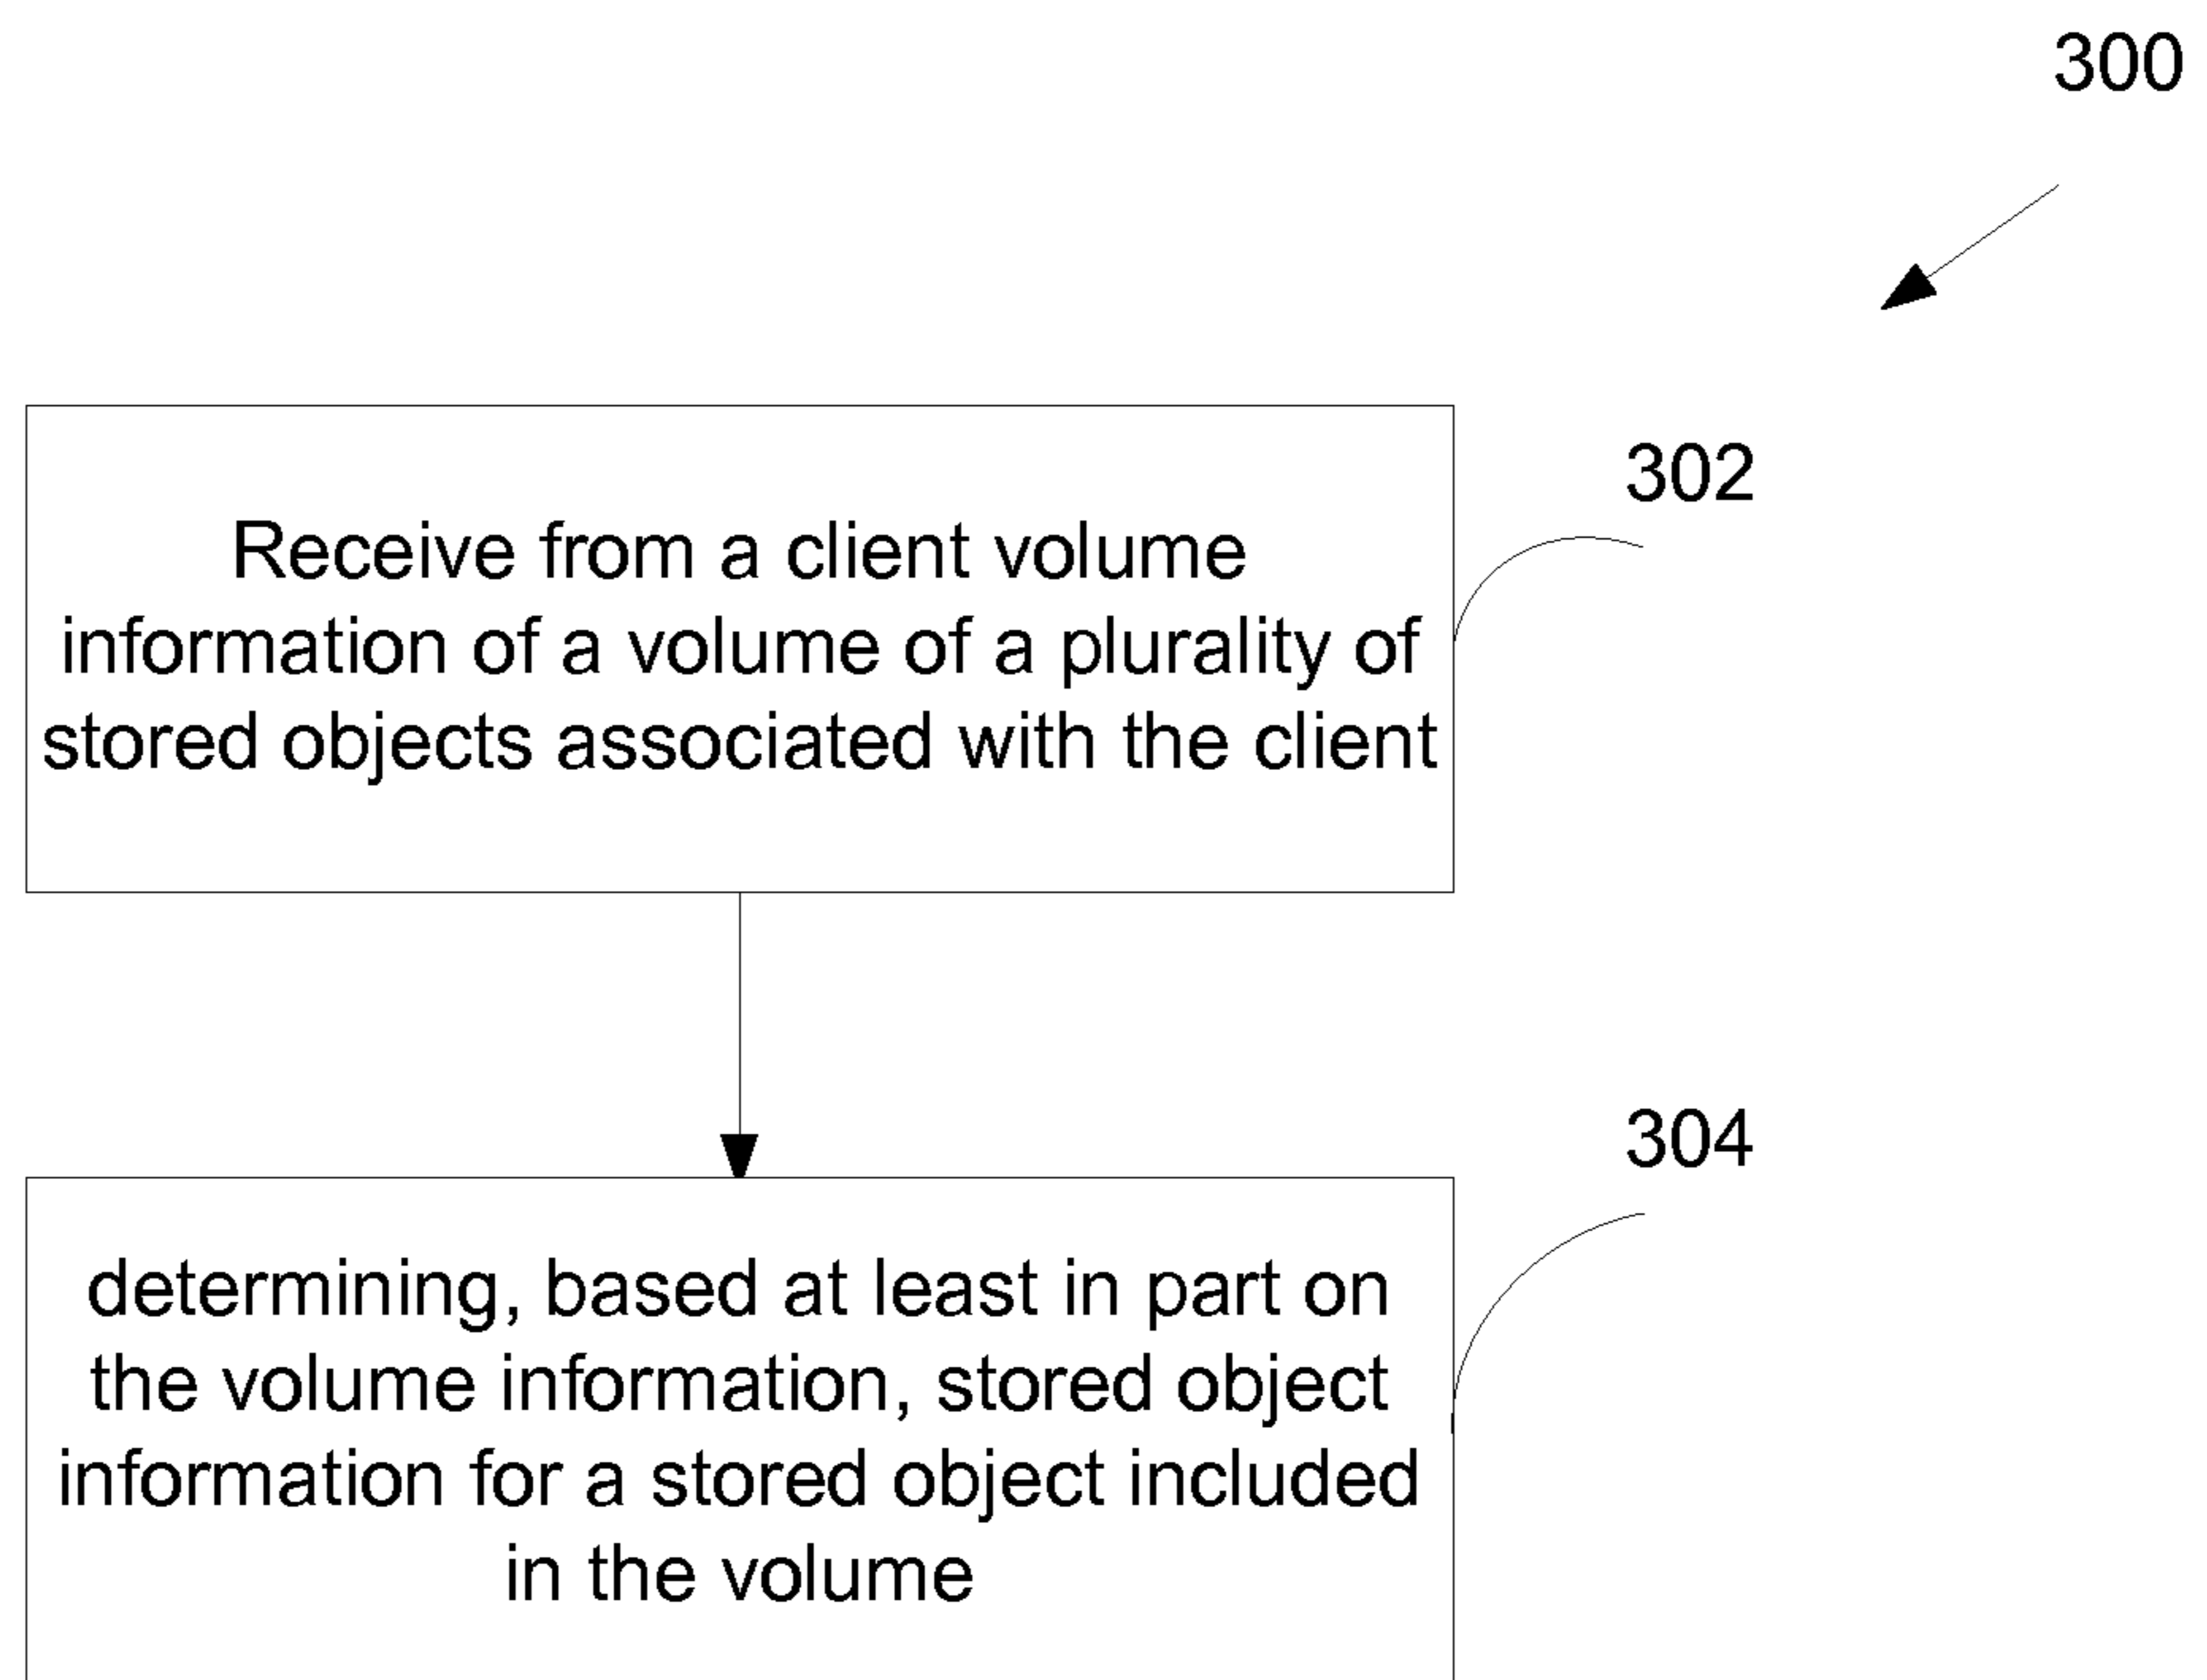 300
302
Receive from a client volume
information of a volume of a plurality of
stored objects associated with the client
304
determining, based at least in part on
the volume information, stored object
information for a stored object included
in the volume